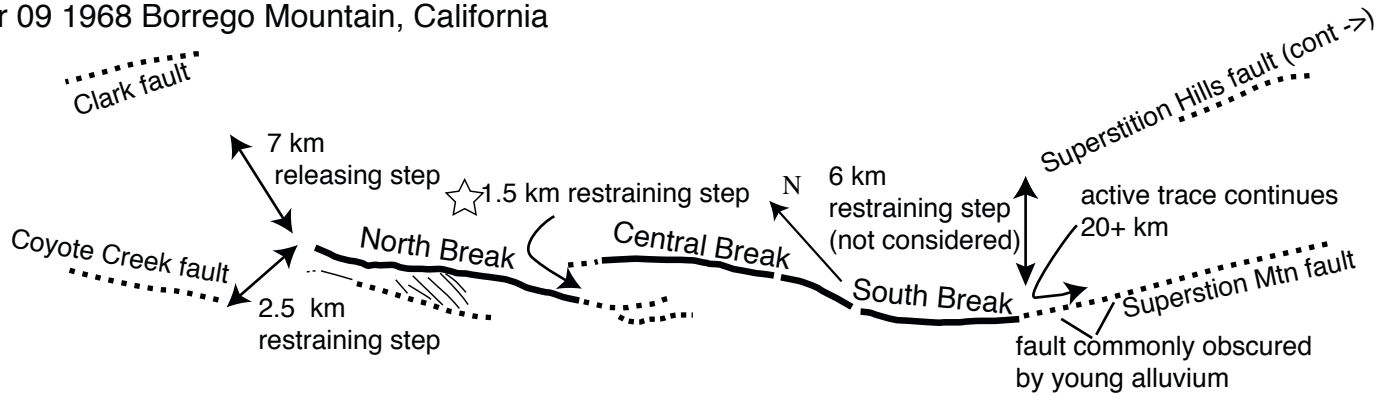 r 09 1968 Borrego Mountain, California
Clark fault
7 km
releasing step
Coyote Creek fault
2.5 km
restraining step
North Break
1.5 km restraining step
Central Break
N
6 km
restraining step
(not considered)
South Break
Superstition Hills fault (cont ->)
active trace continues
20+ km
Superstion Mtn fault
fault commonly obscured
by young alluvium